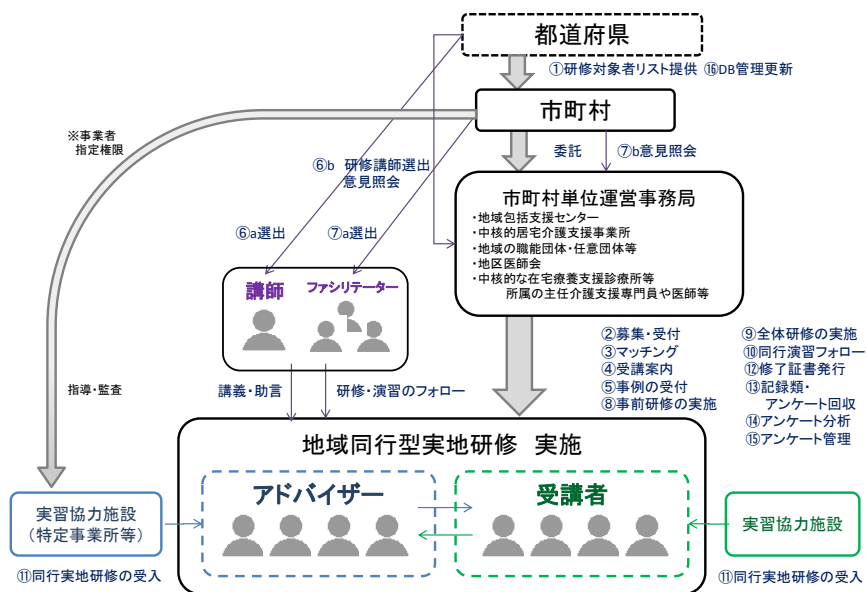 都道府県
①研修対象者リスト提供 ⑯DB管理更新
市町村
※事業者
指定権限
委託
⑦b意見照会
⑥b 研修講師選出
意見照会
市町村単位運営事務局
・地域包括支援センター
・中核的居宅介護支援事業所
・地域の職能団体・任意団体等
・地区医師会
・中核的な在宅療養支援診療所等
所属の主任介護支援専門員や医師等
⑥a選出
⑦a選出
講師
ファシリテーター
②募集・受付
③マッチング
④受講案内
⑤事例の受付
⑧事前研修の実施
⑨全体研修の実施
⑩同行演習フォロー
⑫修了証書発行
⑬記録類・
アンケート回収
⑭アンケート分析
⑮アンケート管理
指導・監査
講義・助言
研修・演習のフォロー
地域同行型実地研修 実施
アドバイザー
受講者
実習協力施設
(特定事業所等)
実習協力施設
⑪同行実地研修の受入
⑪同行実地研修の受入